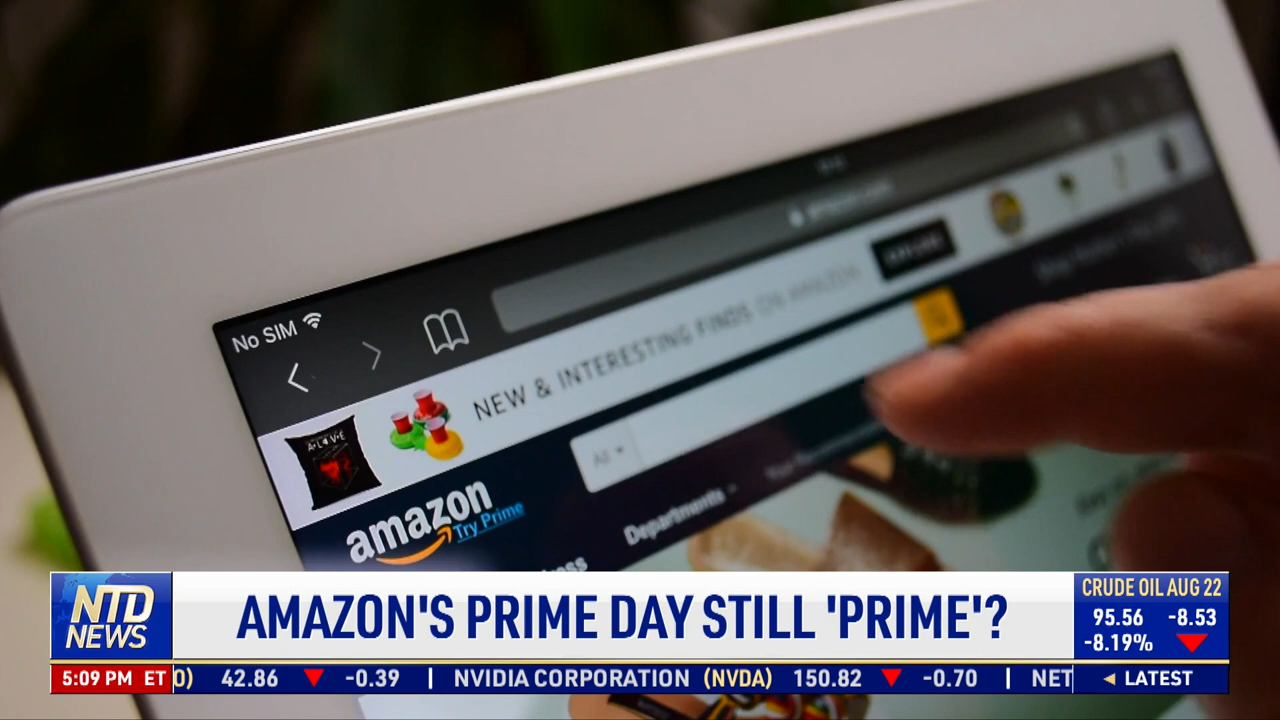 No SIM
NEW & INTERESTING FINDS ON AMAZON
A·L·I·V·E
amazon
Try Prime
All
Departments
NTD
NEWS
AMAZON'S PRIME DAY STILL 'PRIME'?
CRUDE OIL AUG 22
95.56 -8.53
-8.19%
5:09 PM ET
0) 42.86 -0.39 | NVIDIA CORPORATION (NVDA) 150.82 -0.70 | NET
LATEST